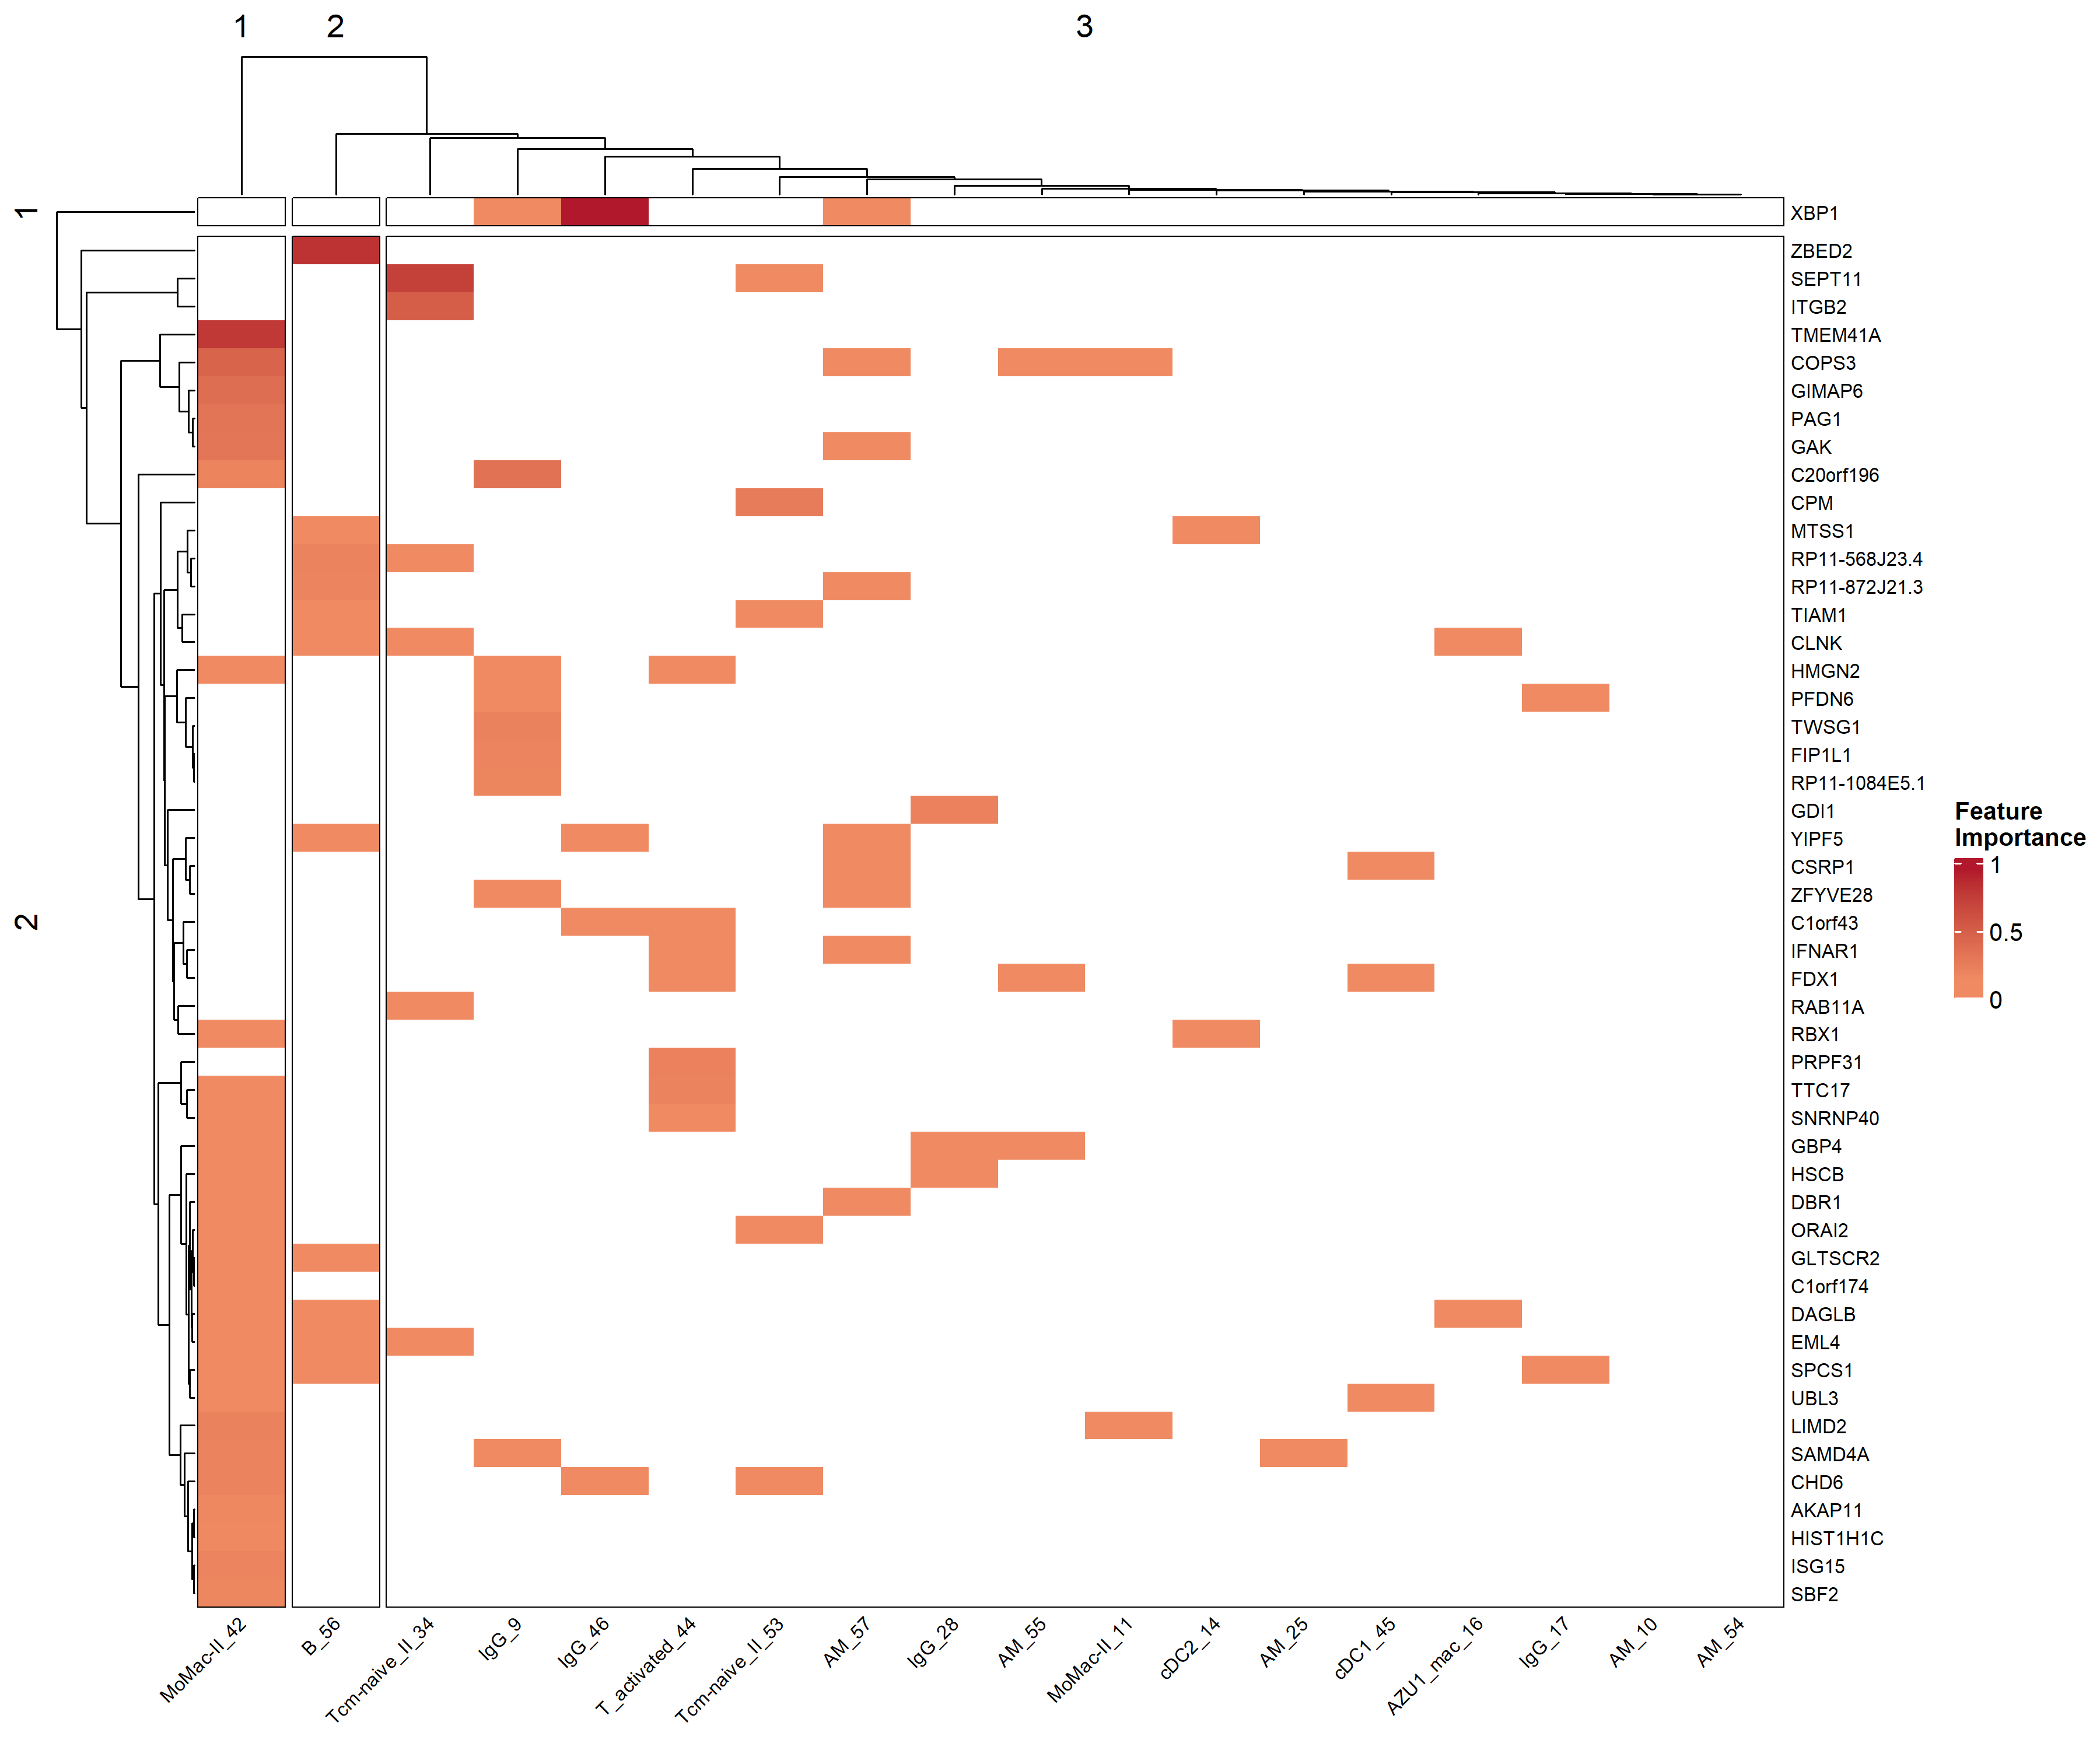 1
2
3
1
2
XBP1
ZBED2
SEPT11
ITGB2
TMEM41A
COPS3
GIMAP6
PAG1
GAK
C20orf196
CPM
MTSS1
RP11-568J23.4
RP11-872J21.3
TIAM1
CLNK
HMGN2
PFDN6
TWSG1
FIP1L1
RP11-1084E5.1
GDI1
YIPF5
CSRP1
ZFYVE28
C1orf43
IFNAR1
FDX1
RAB11A
RBX1
PRPF31
TTC17
SNRNP40
GBP4
HSCB
DBR1
ORAI2
GLTSCR2
C1orf174
DAGLB
EML4
SPCS1
UBL3
LIMD2
SAMD4A
CHD6
AKAP11
HIST1H1C
ISG15
SBF2
Feature
Importance
1
0.5
0
MoMac-II_42
B_56
Tcm-naive_II_34
IgG_9
IgG_46
T_activated_44
Tcm-naive_II_53
AM_57
IgG_28
AM_55
MoMac-II_11
cDC2_14
AM_25
cDC1_45
AZU1_mac_16
IgG_17
AM_10
AM_54